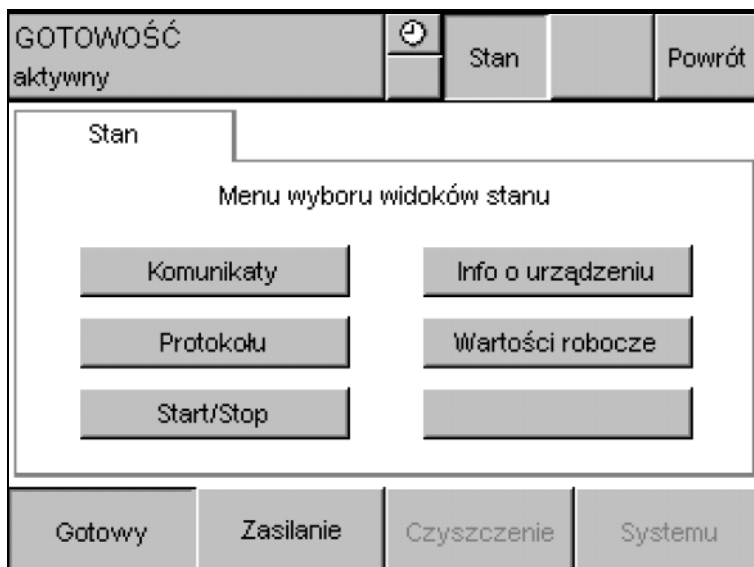 GOTOWOŚĆ
aktywny
Stan
Powrót
Stan
Menu wyboru widoków stanu
Komunikaty
Info o urządzeniu
Protokołu
Wartości robocze
Start/Stop
Gotowy
Zasilanie
Czyszczenie
Systemu